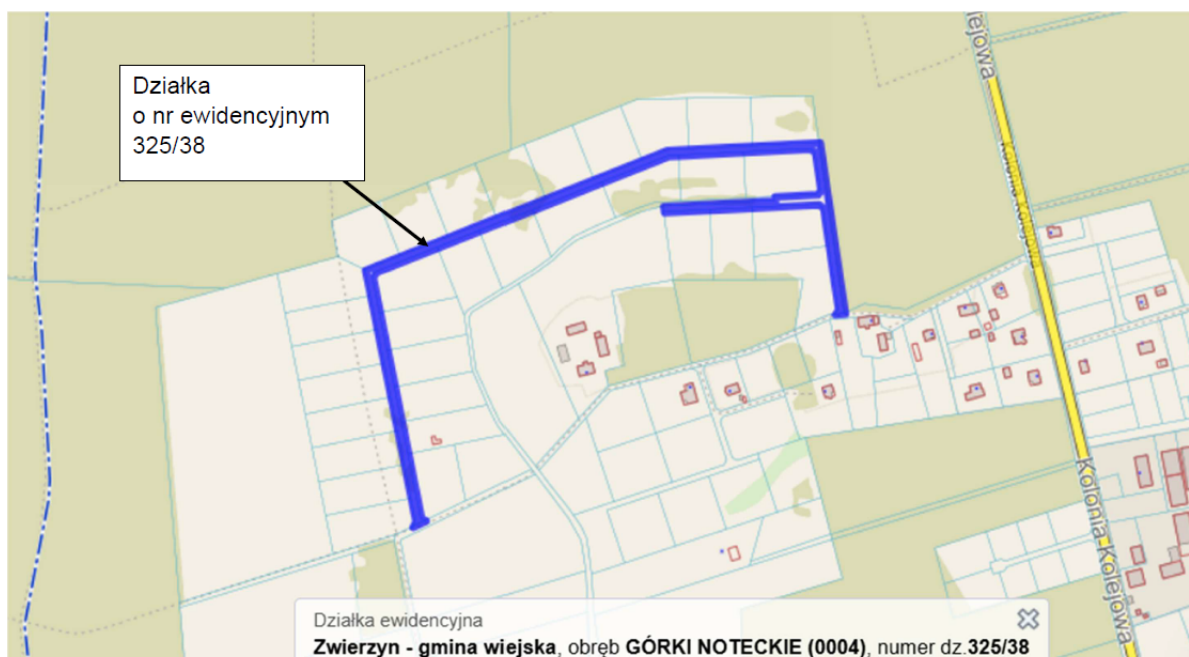 Działka
o nr ewidencyjnym
325/38
lejowa
Kolonia Kolejowa
Kolonia Kolejowa
Działka ewidencyjna
Zwierzyn - gmina wiejska, obręb GÓRKI NOTECKIE (0004), numer dz.325/38